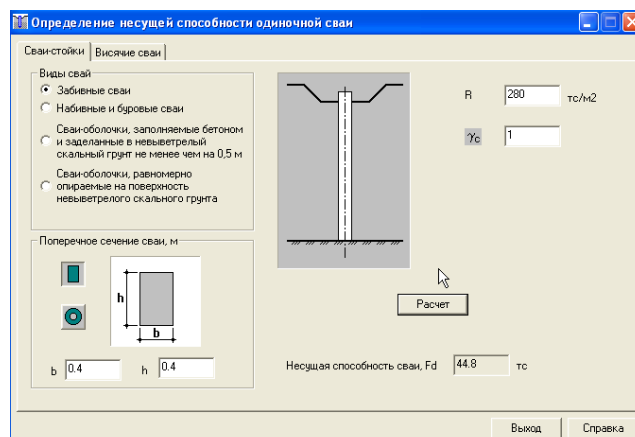 Определение несущей способности одиночной сваи
Сваи-стойки
Висячие сваи
Виды свай
Забивные сваи
Набивные и буровые сваи
Сваи-оболочки, заполняемые бетоном
и заделанные в невыветрелый
скальный грунт не менее чем на 0,5 м
Сваи-оболочки, равномерно
опираемые на поверхность
невыветрелого скального грунта
R
280
тс/м2
γc
1
Поперечное сечение сваи, м
h
b
b 0.4
h 0.4
Расчет
Несущая способность сваи, Fd
44.8
тс
Выход
Справка